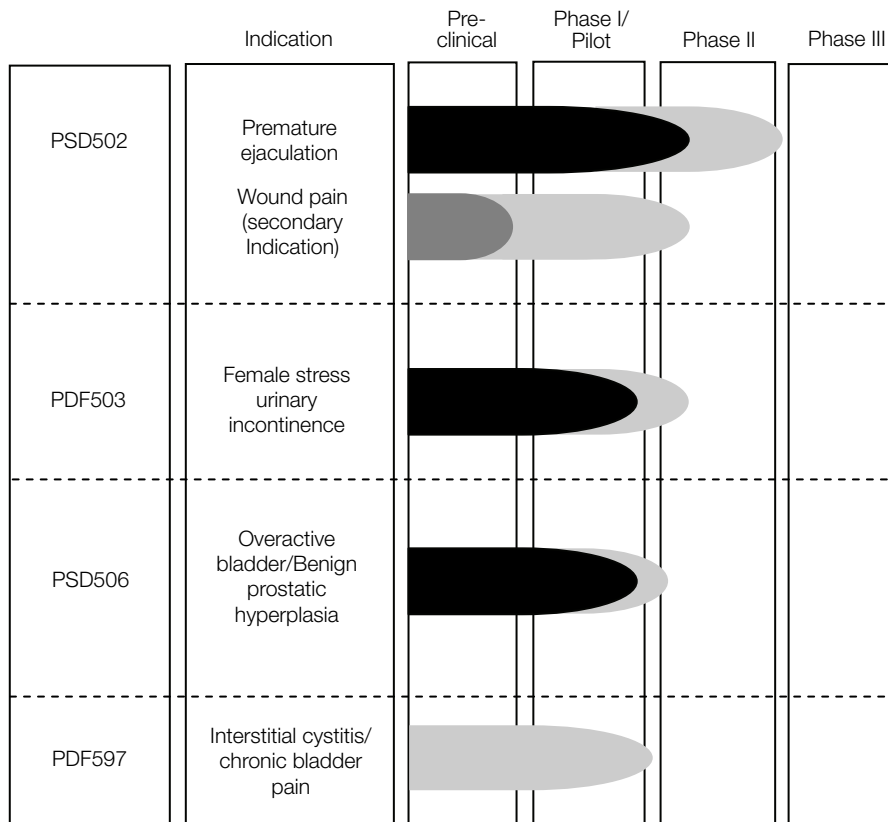 Indication
Pre-
clinical
Phase I/
Pilot
Phase II
Phase III
PSD502
Premature
ejaculation
Wound pain
(secondary
Indication)
PDF503
Female stress
urinary
incontinence
PSD506
Overactive
bladder/Benign
prostatic
hyperplasia
PDF597
Interstitial cystitis/
chronic bladder
pain